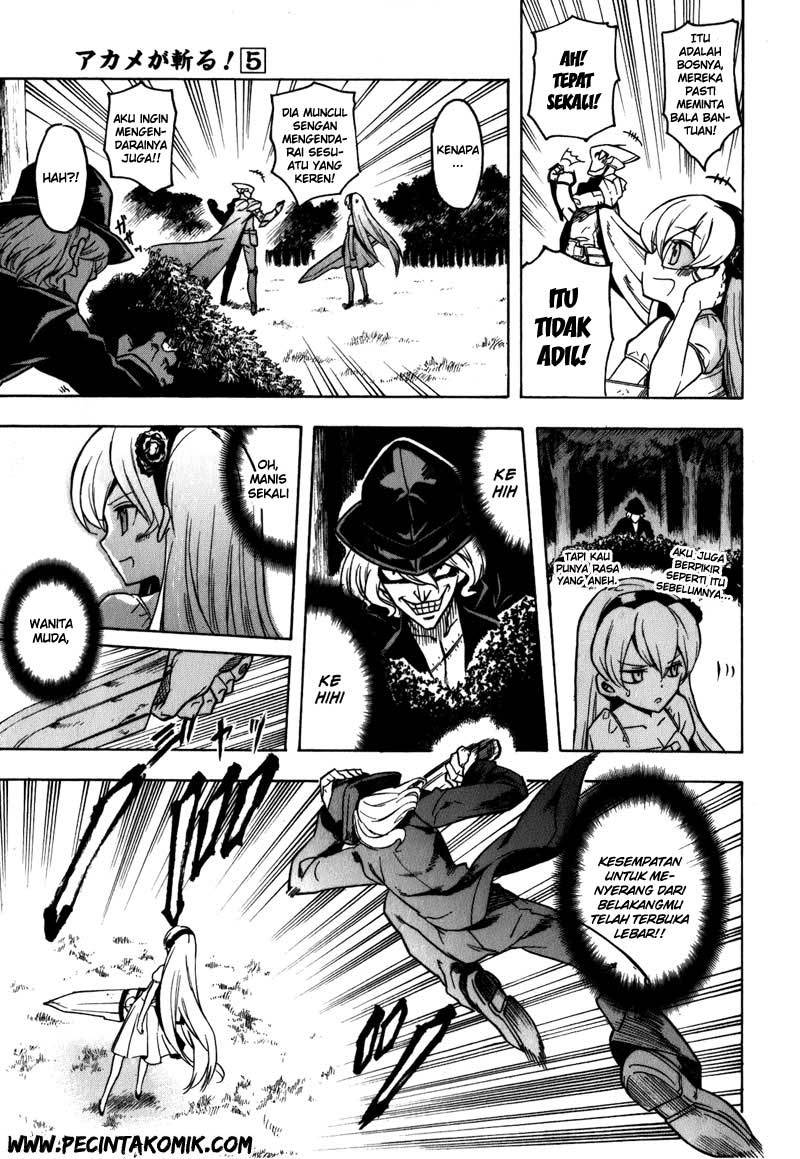 アカメが斬る！ 5
ITU
ADALAH
BOSNYA,
MEREKA
PASTI
MEMINTA
BALA BAN-
TUAN!
AH!
TEPAT
SEKALI!
ITU
TIDAK
ADIL!
KENAPA
...
DIA MUNCUL
SENGAN
MENGENDA-
RAI SESU-
ATU YANG
KEREN!
AKU INGIN
MENGEN-
DARAINYA
JUGA!!
HAH?!
AKU JUGA
BERPIKIR
SEPERTI ITU
SEBELUMNYA...
TAPI KAU
PUNYA RASA
YANG ANEH.
KE
HIH
KE
HIHI
OH,
MANIS
SEKALI
WANITA
MUDA,
KESEMPATAN
UNTUK ME-
NYERANG DARI
BELAKANGMU
TELAH TERBUKA
LEBAR!!
WWW.PECINTAKOMIK.COM